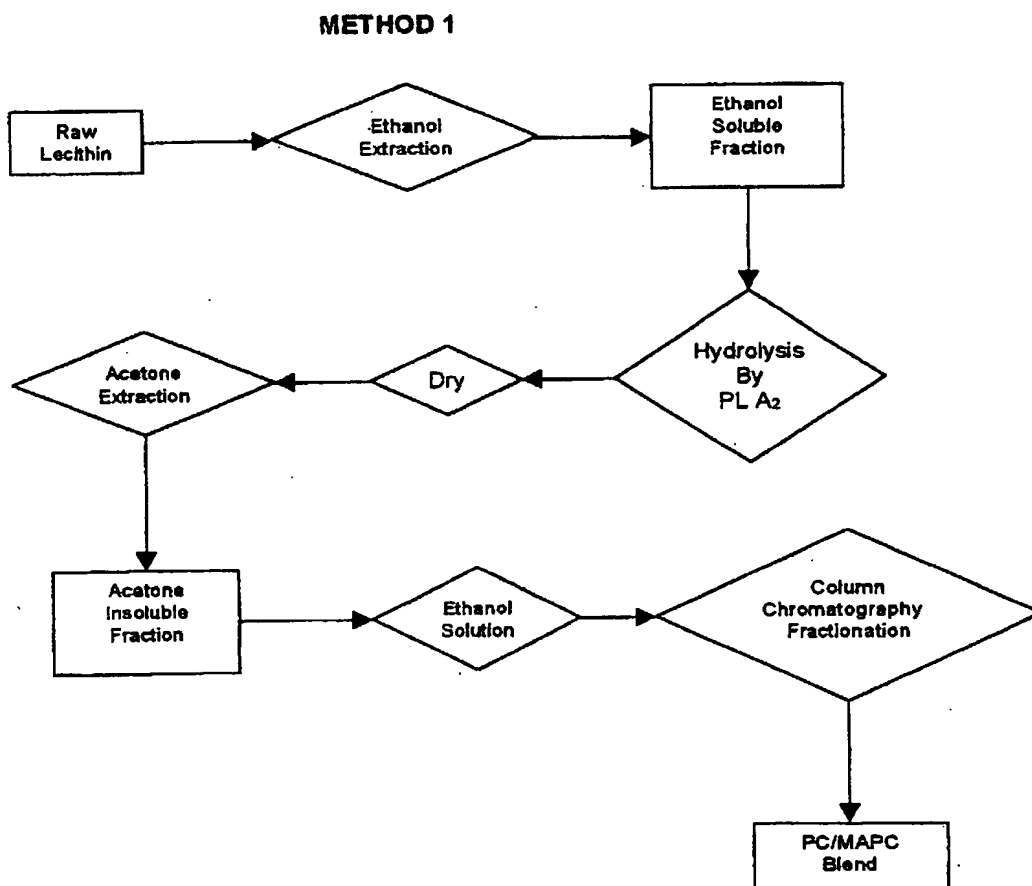 METHOD 1
Raw
Lecithin
Ethanol
Extraction
Ethanol
Soluble
Fraction
Hydrolysis
By
PL A₂
Dry
Acetone
Extraction
Acetone
Insoluble
Fraction
Ethanol
Solution
Column
Chromatography
Fractionation
PC/MAPC
Blend